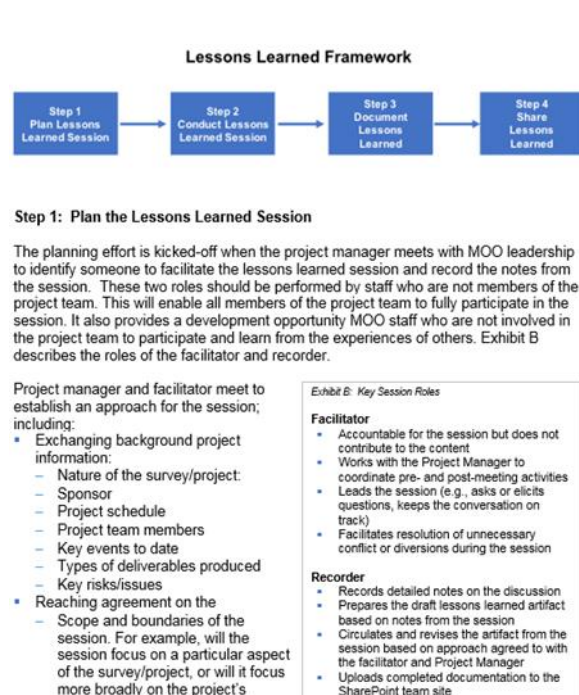 Lessons Learned Framework
Step 1
Plan Lessons
Learned Session
Step 2
Conduct Lessons
Learned Session
Step 3
Document
Lessons
Learned
Step 4
Share
Lessons
Learned
Step 1: Plan the Lessons Learned Session
The planning effort is kicked-off when the project manager meets with MOO leadership
to identify someone to facilitate the lessons learned session and record the notes from
the session. These two roles should be performed by staff who are not members of the
project team. This will enable all members of the project team to fully participate in the
session. It also provides a development opportunity MOO staff who are not involved in
the project team to participate and learn from the experiences of others. Exhibit B
describes the roles of the facilitator and recorder.
Project manager and facilitator meet to
establish an approach for the session;
including:
▪ Exchanging background project
information:
– Nature of the survey/project:
– Sponsor
– Project schedule
– Project team members
– Key events to date
– Types of deliverables produced
– Key risks/issues
▪ Reaching agreement on the
– Scope and boundaries of the
session. For example, will the
session focus on a particular aspect
of the survey/project, or will it focus
more broadly on the project's
Exhibit B: Key Session Roles
Facilitator
▪ Accountable for the session but does not
contribute to the content
▪ Works with the Project Manager to
coordinate pre- and post-meeting activities
▪ Leads the session (e.g., asks or elicits
questions, keeps the conversation on
track)
▪ Facilitates resolution of unnecessary
conflict or diversions during the session
Recorder
▪ Records detailed notes on the discussion
▪ Prepares the draft lessons learned artifact
based on notes from the session
▪ Circulates and revises the artifact from the
session based on approach agreed to with
the facilitator and Project Manager
▪ Uploads completed documentation to the
SharePoint team site